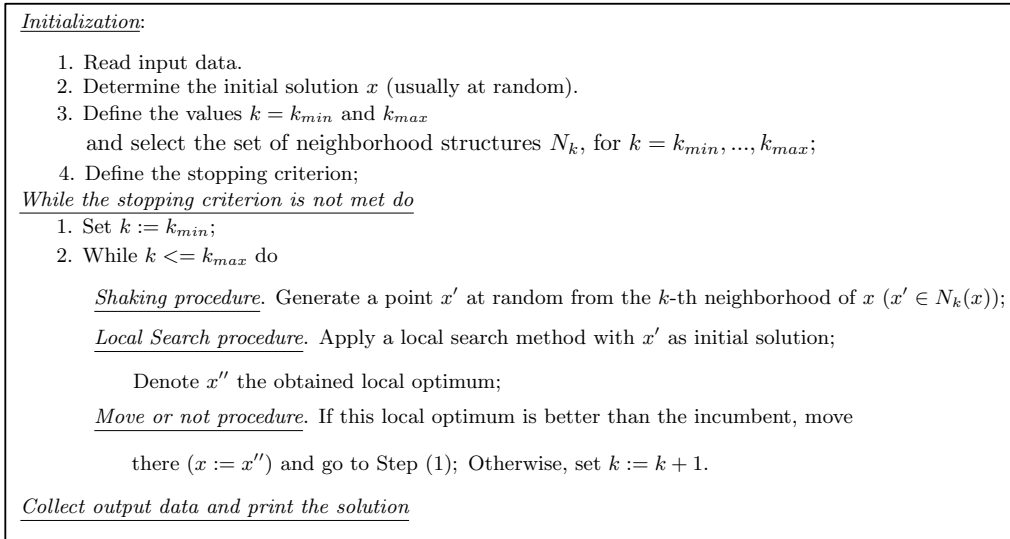 Initialization:
1. Read input data.
2. Determine the initial solution x (usually at random).
3. Define the values k = k_min and k_max
and select the set of neighborhood structures N_k, for k = k_min, ..., k_max;
4. Define the stopping criterion;
While the stopping criterion is not met do
1. Set k := k_min;
2. While k <= k_max do
Shaking procedure. Generate a point x′ at random from the k-th neighborhood of x (x′ ∈ N_k(x));
Local Search procedure. Apply a local search method with x′ as initial solution;
Denote x′′ the obtained local optimum;
Move or not procedure. If this local optimum is better than the incumbent, move
there (x := x′′) and go to Step (1); Otherwise, set k := k + 1.
Collect output data and print the solution